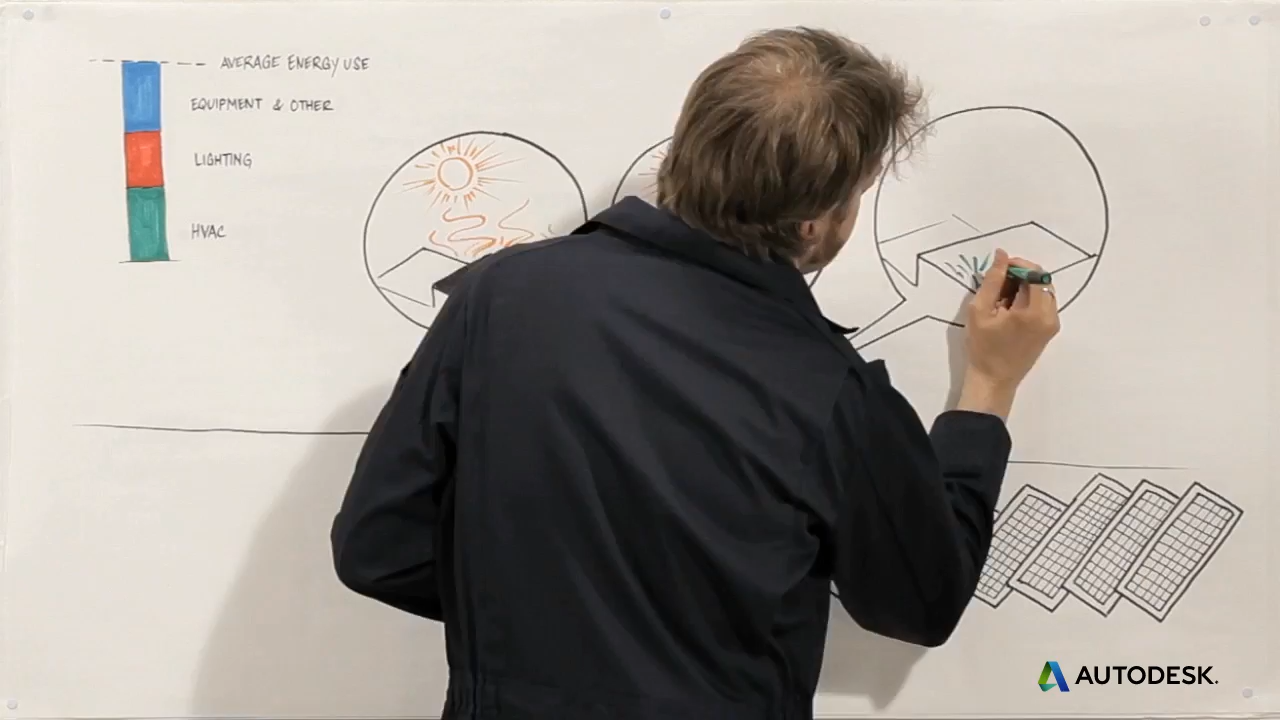 AVERAGE ENERGY USE
EQUIPMENT & OTHER
LIGHTING
HVAC
AUTODESK.